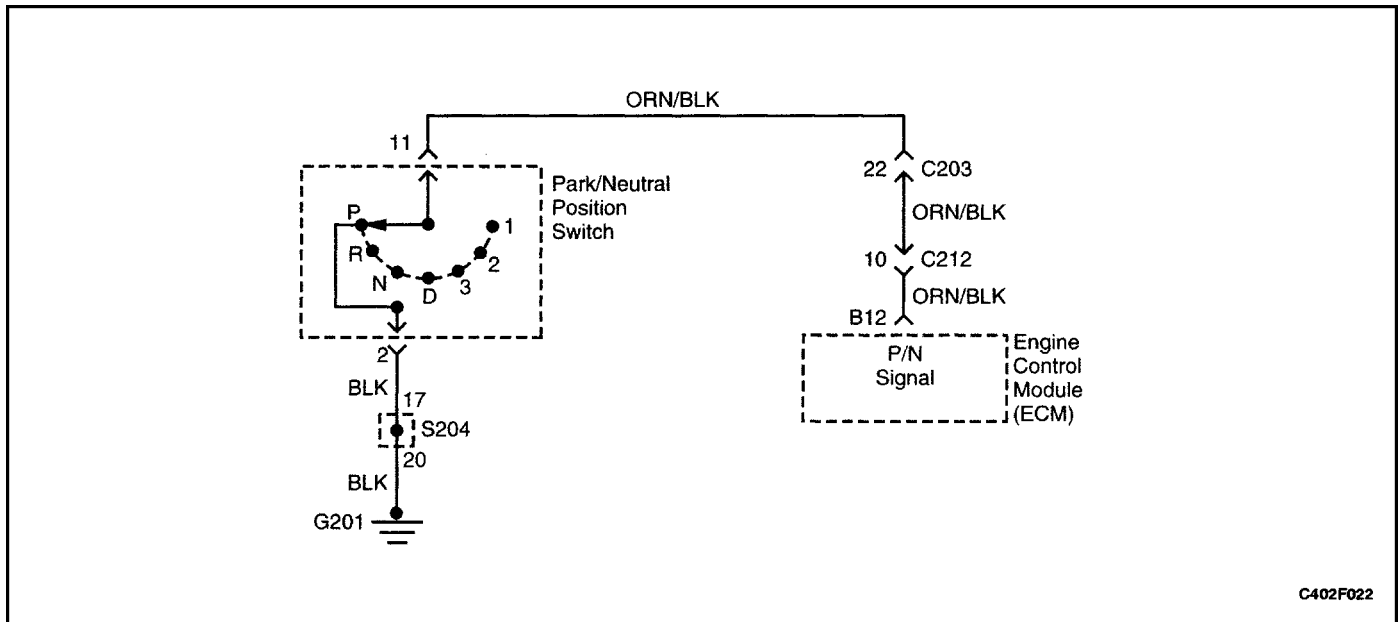 ORN/BLK
11
Park/Neutral
Position
Switch
P
R
N
D
3
2
1
2
BLK
17
S204
20
BLK
G201
22 C203
ORN/BLK
10 C212
ORN/BLK
B12
P/N
Signal
Engine
Control
Module
(ECM)
C402F022